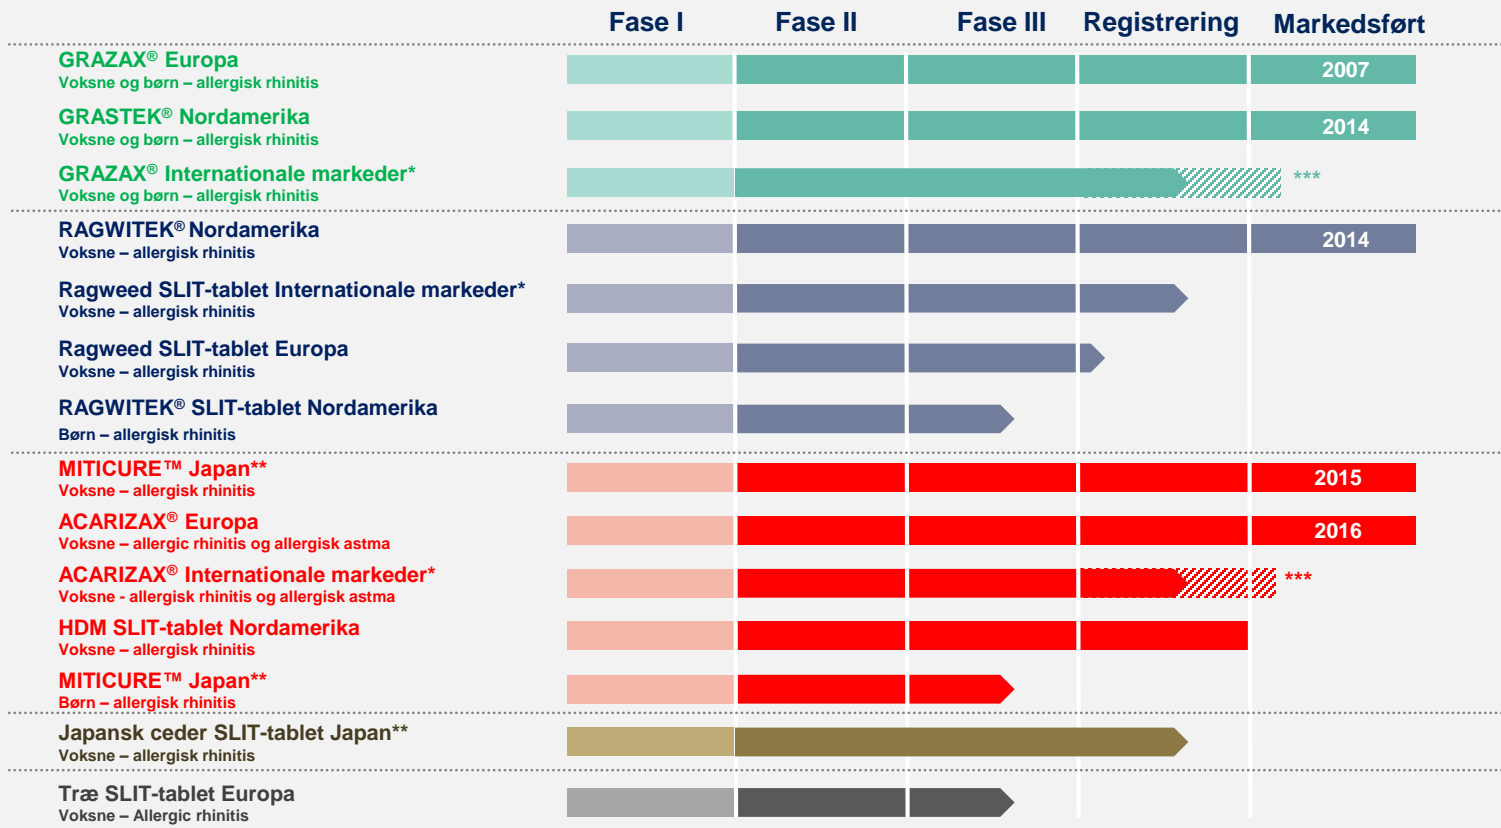 Fase I Fase II Fase III Registrering Markedsført
GRAZAX® Europa
Voksne og børn – allergisk rhinitis
2007
GRASTEK® Nordamerika
Voksne og børn – allergisk rhinitis
2014
GRAZAX® Internationale markeder*
Voksne og børn – allergisk rhinitis
***
RAGWITEK® Nordamerika
Voksne – allergisk rhinitis
2014
Ragweed SLIT-tablet Internationale markeder*
Voksne – allergisk rhinitis
Ragweed SLIT-tablet Europa
Voksne – allergisk rhinitis
RAGWITEK® SLIT-tablet Nordamerika
Børn – allergisk rhinitis
MITICURE™ Japan**
Voksne – allergisk rhinitis
2015
ACARIZAX® Europa
Voksne – allergic rhinitis og allergisk astma
2016
ACARIZAX® Internationale markeder*
Voksne - allergisk rhinitis og allergisk astma
***
HDM SLIT-tablet Nordamerika
Voksne – allergisk rhinitis
MITICURE™ Japan**
Børn – allergisk rhinitis
Japansk ceder SLIT-tablet Japan**
Voksne – allergisk rhinitis
Træ SLIT-tablet Europa
Voksne – Allergic rhinitis